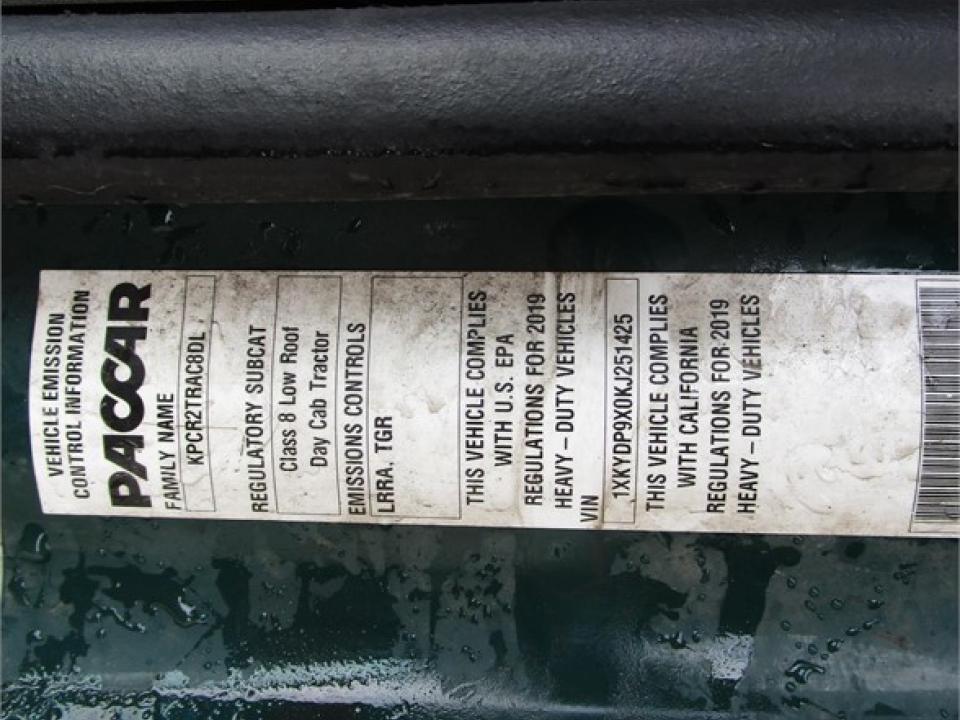 VEHICLE EMISSION
CONTROL INFORMATION
PACCAR
FAMILY NAME
KPCR2TRAC8DL
REGULATORY SUBCAT
Class 8 Low Roof
Day Cab Tractor
EMISSIONS CONTROLS
LRRA, TGR
THIS VEHICLE COMPLIES
WITH U.S. EPA
REGULATIONS FOR 2019
HEAVY – DUTY VEHICLES
VIN
1XKYDP9X0KJ251425
THIS VEHICLE COMPLIES
WITH CALIFORNIA
REGULATIONS FOR 2019
HEAVY – DUTY VEHICLES